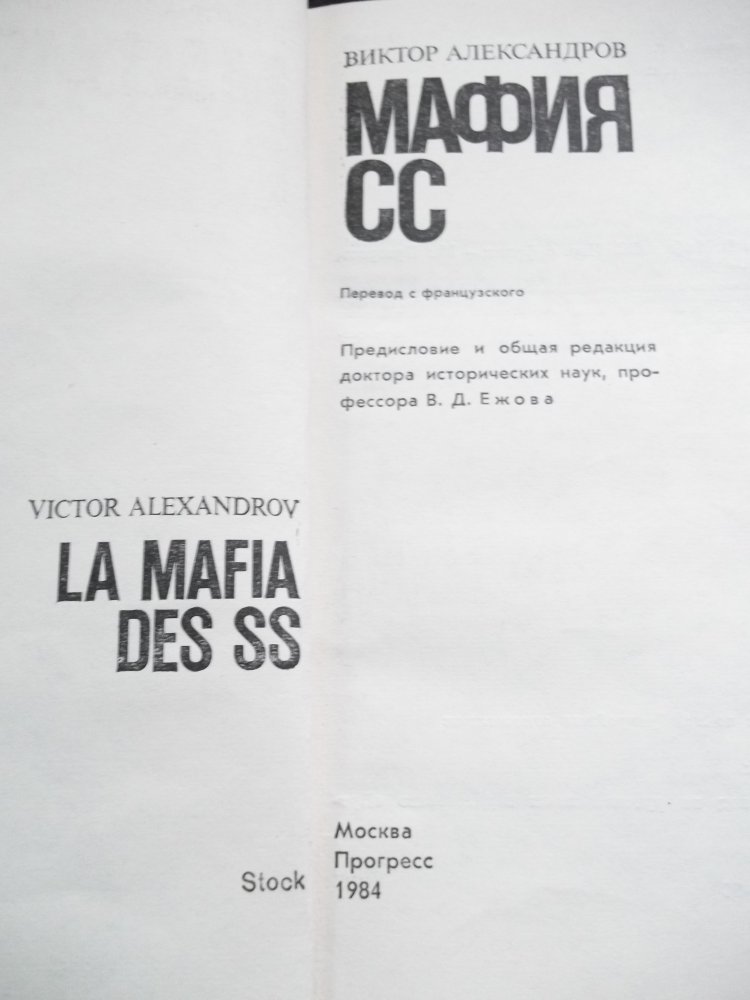 VICTOR ALEXANDROV
LA MAFIA
DES SS
Stock
ВИКТОР АЛЕКСАНДРОВ
МАФИЯ
СС
Перевод с французского
Предисловие и общая редакция
доктора исторических наук, про-
фессора В. Д. Ежова
Москва
Прогресс
1984